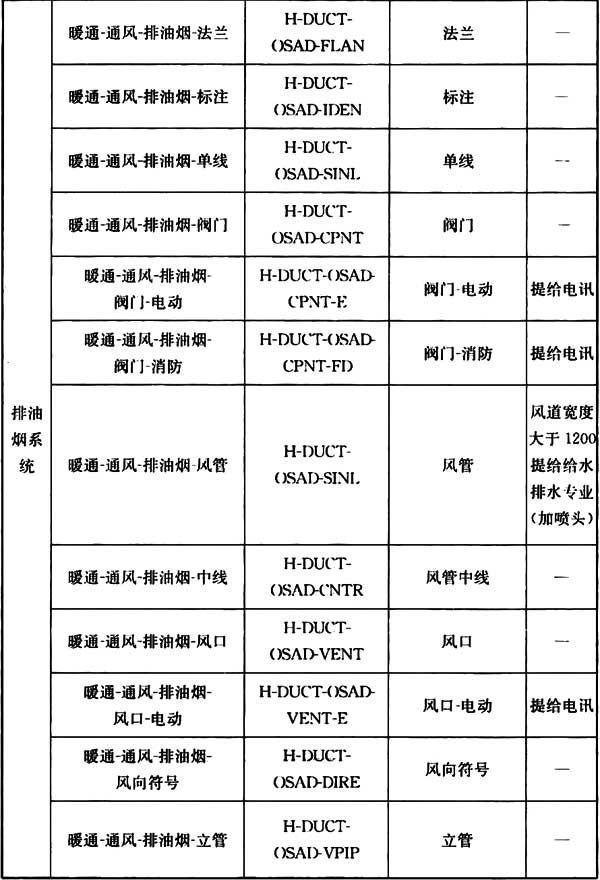 排油
烟系
统
暖通-通风-排油烟-法兰
H-DUCT-
OSAD-FLAN
法兰
—
暖通-通风-排油烟-标注
H-DUCT-
OSAD-IDEN
标注
—
暖通-通风-排油烟-单线
H-DUCT-
OSAD-SINL
单线
—
暖通-通风-排油烟-阀门
H-DUCT-
OSAD-CPNT
阀门
—
暖通-通风-排油烟-
阀门-电动
H-DUCT-OSAD-
CPNT-E
阀门-电动
提给电讯
暖通-通风-排油烟-
阀门-消防
H-DUCT-OSAD-
CPNT-FD
阀门-消防
提给电讯
暖通-通风-排油烟-风管
H-DUCT-
OSAD-SINL
风管
风道宽度
大于 1200
提给给水
排水专业
（加喷头）
暖通-通风-排油烟-中线
H-DUCT-
OSAD-CNTR
风管中线
—
暖通-通风-排油烟-风口
H-DUCT-
OSAD-VENT
风口
—
暖通-通风-排油烟-
风口-电动
H-DUCT-OSAD-
VENT-E
风口-电动
提给电讯
暖通-通风-排油烟-
风向符号
H-DUCT-
OSAD-DIRE
风向符号
—
暖通-通风-排油烟-立管
H-DUCT-
OSAD-VPIP
立管
—